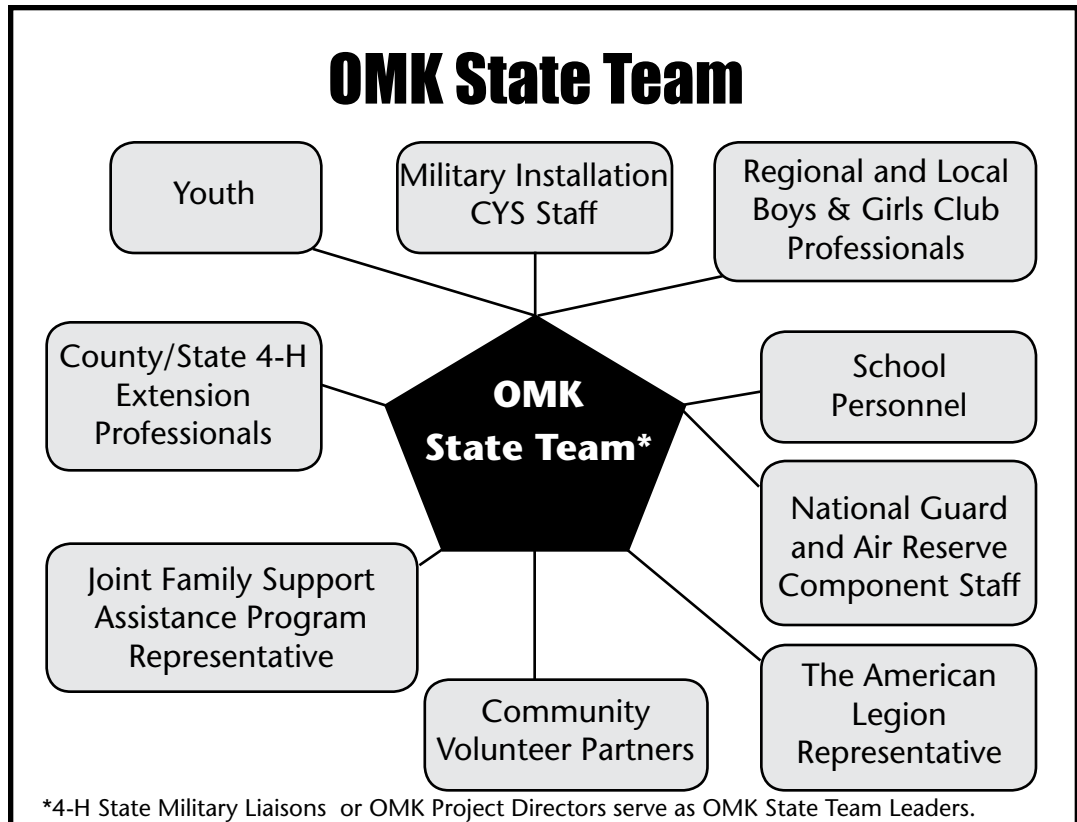 OMK State Team
Youth
Military Installation
CYS Staff
Regional and Local
Boys & Girls Club
Professionals
County/State 4-H
Extension
Professionals
OMK
State Team*
School
Personnel
National Guard
and Air Reserve
Component Staff
Joint Family Support
Assistance Program
Representative
Community
Volunteer Partners
The American
Legion
Representative
*4-H State Military Liaisons or OMK Project Directors serve as OMK State Team Leaders.